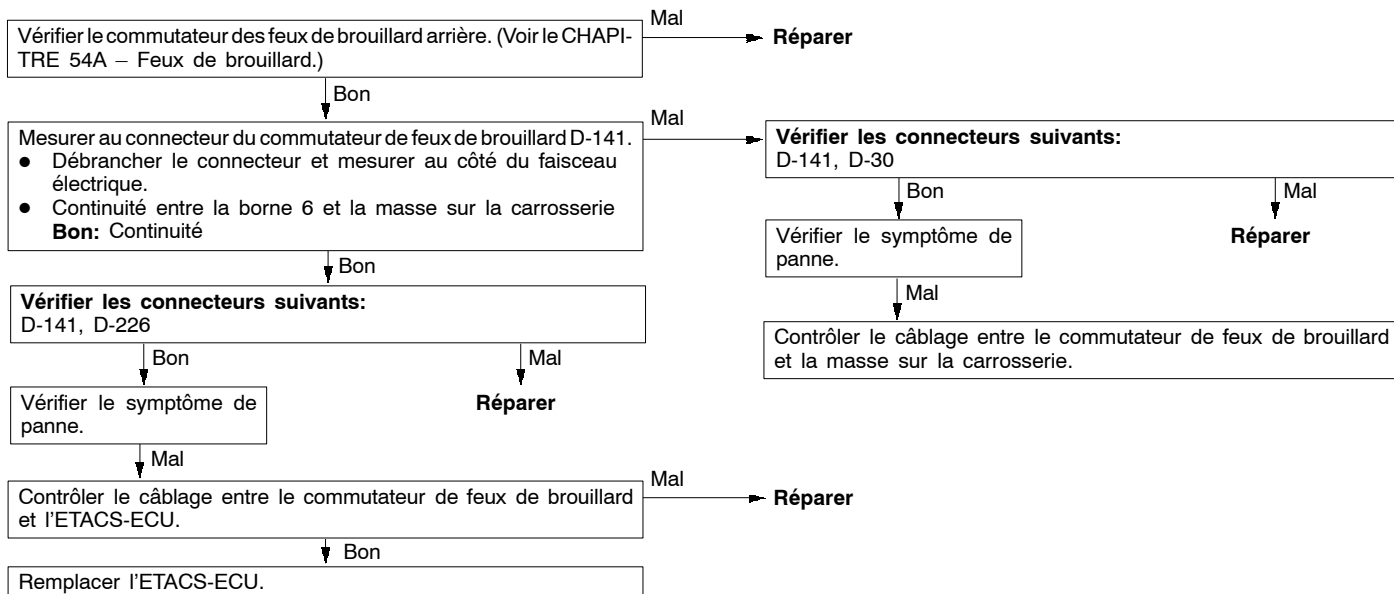 Vérifier le commutateur des feux de brouillard arrière. (Voir le CHAPI-
TRE 54A – Feux de brouillard.)
Mal
Réparer
Bon
Mesurer au connecteur du commutateur de feux de brouillard D-141.
● Débrancher le connecteur et mesurer au côté du faisceau
électrique.
● Continuité entre la borne 6 et la masse sur la carrosserie
Bon: Continuité
Mal
Vérifier les connecteurs suivants:
D-141, D-30
Bon
Mal
Vérifier le symptôme de
panne.
Réparer
Mal
Contrôler le câblage entre le commutateur de feux de brouillard
et la masse sur la carrosserie.
Bon
Vérifier les connecteurs suivants:
D-141, D-226
Bon
Mal
Vérifier le symptôme de
panne.
Réparer
Mal
Contrôler le câblage entre le commutateur de feux de brouillard
et l'ETACS-ECU.
Mal
Réparer
Bon
Remplacer l'ETACS-ECU.